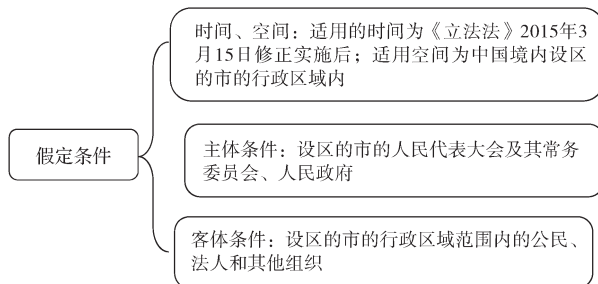 时间、空间：适用的时间为《立法法》2015年3
月15日修正实施后；适用空间为中国境内设区
的市的行政区域内
假定条件
主体条件：设区的市的人民代表大会及其常务
委员会、人民政府
客体条件：设区的市的行政区域范围内的公民、
法人和其他组织